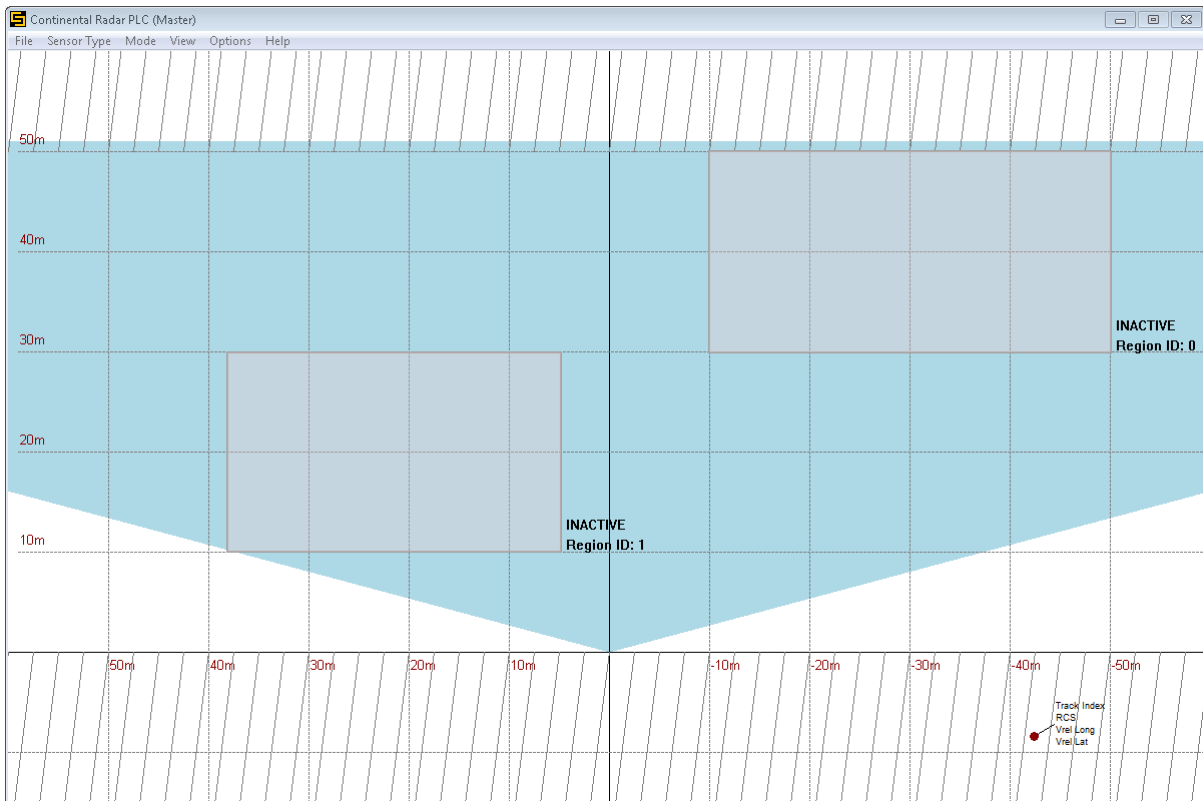 Continental Radar PLC (Master)
File Sensor Type Mode View Options Help
50m
40m
30m
INACTIVE
Region ID: 0
20m
INACTIVE
Region ID: 1
10m
50m 40m 30m 20m 10m -10m -20m -30m -40m -50m
Track Index
RCS
Vrel Long
Vrel Lat